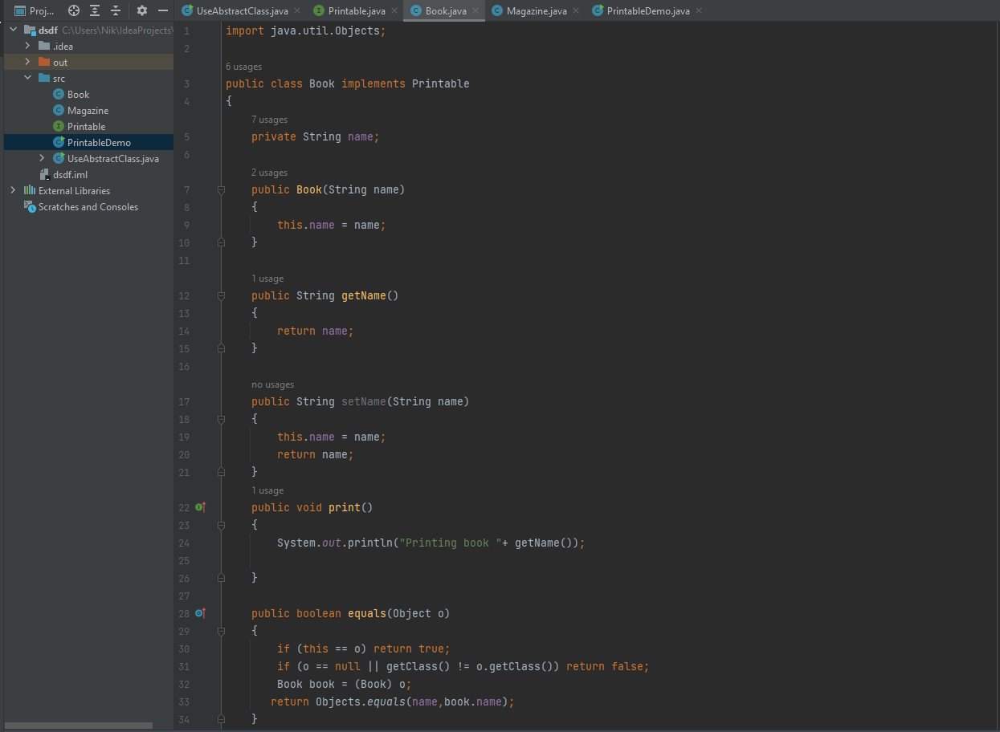 Proj...
UseAbstractClass.java
Printable.java
Book.java
Magazine.java
PrintableDemo.java
dsdf C:\Users\Nik\IdeaProjects\
.idea
out
src
Book
Magazine
Printable
PrintableDemo
UseAbstractClass.java
dsdf.iml
External Libraries
Scratches and Consoles
1 import java.util.Objects;
2
6 usages
3 public class Book implements Printable
4 {
7 usages
5 private String name;
6
2 usages
7 public Book(String name)
8 {
9 this.name = name;
10 }
11
1 usage
12 public String getName()
13 {
14 return name;
15 }
16
no usages
17 public String setName(String name)
18 {
19 this.name = name;
20 return name;
21 }
1 usage
22 public void print()
23 {
24 System.out.println("Printing book "+ getName());
25
26 }
27
28 public boolean equals(Object o)
29 {
30 if (this == o) return true;
31 if (o == null || getClass() != o.getClass()) return false;
32 Book book = (Book) o;
33 return Objects.equals(name,book.name);
34 }